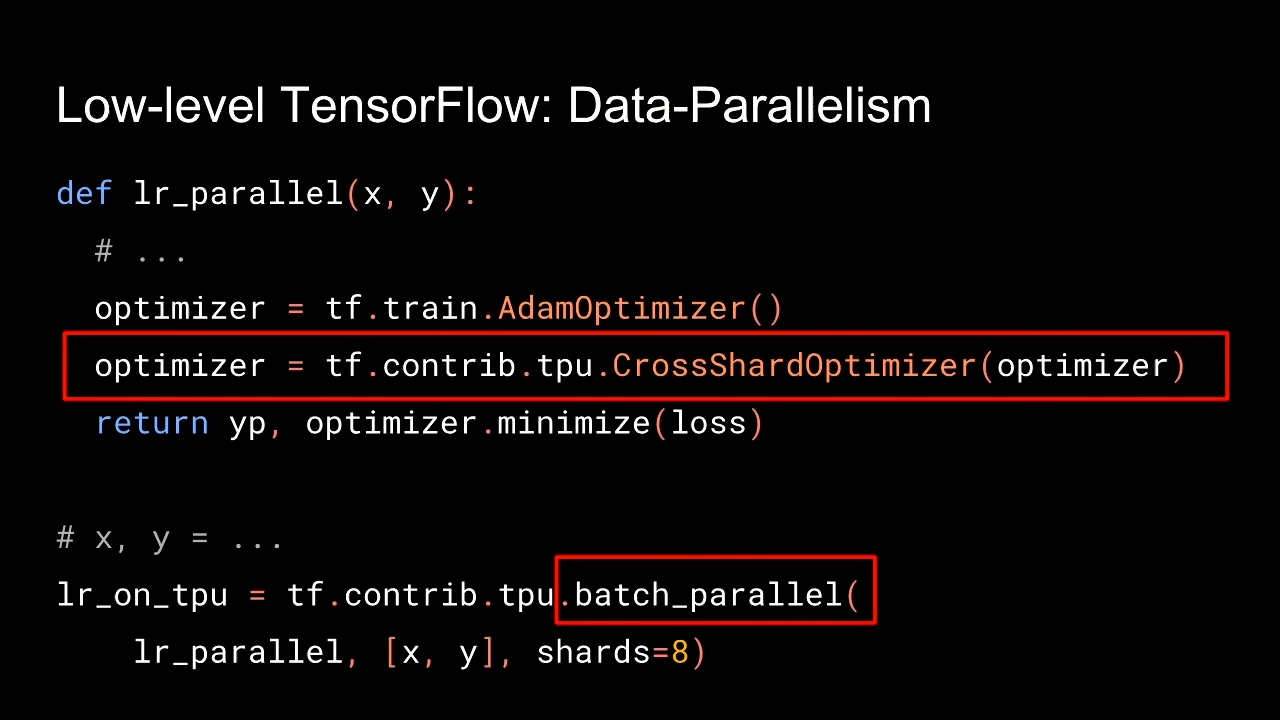 Low-level TensorFlow: Data-Parallelism
def lr_parallel(x, y):
# ...
optimizer = tf.train.AdamOptimizer()
optimizer = tf.contrib.tpu.CrossShardOptimizer(optimizer)
return yp, optimizer.minimize(loss)
# x, y = ...
lr_on_tpu = tf.contrib.tpu.batch_parallel(
lr_parallel, [x, y], shards=8)